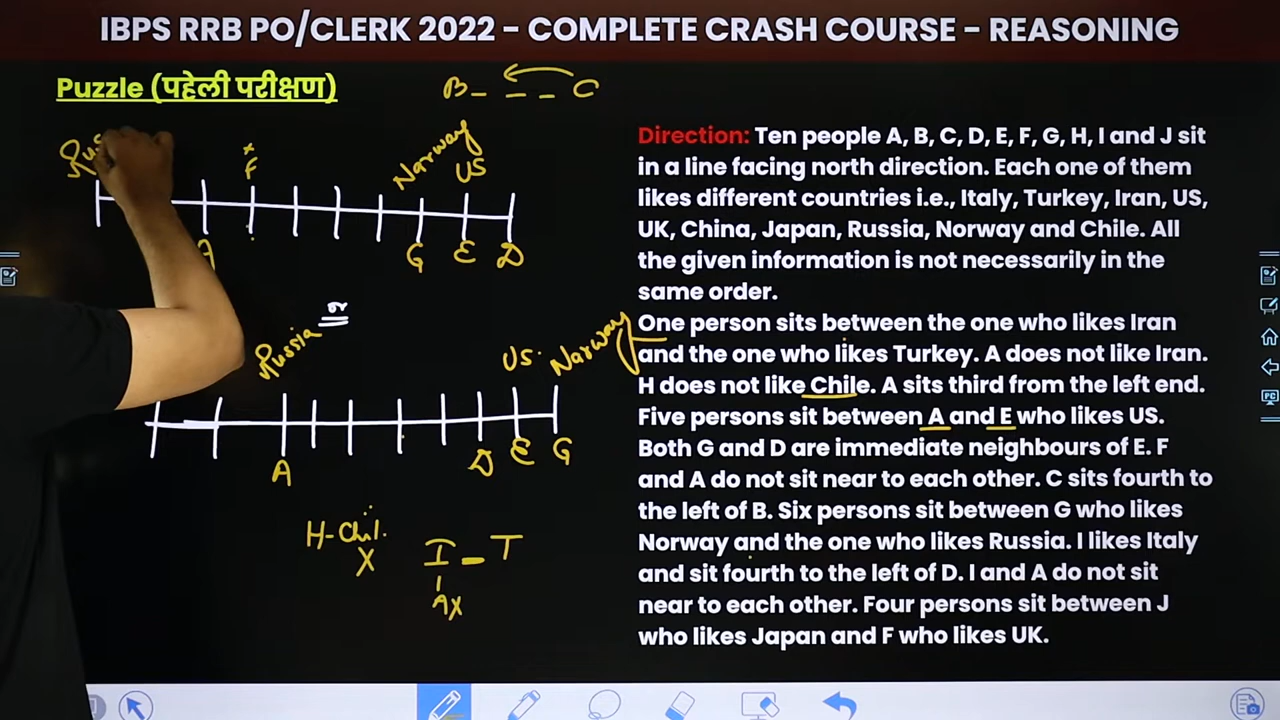 IBPS RRB PO/CLERK 2022 - COMPLETE CRASH COURSE - REASONING
Puzzle (पहेली परीक्षण)
B _ _ _ C
x
F
Norway
US
A
G E D
Russia or
US.
Norway
A
D E G
H-Chil.
X
I - T
AX
Direction: Ten people A, B, C, D, E, F, G, H, I and J sit
in a line facing north direction. Each one of them
likes different countries i.e., Italy, Turkey, Iran, US,
UK, China, Japan, Russia, Norway and Chile. All
the given information is not necessarily in the
same order.
One person sits between the one who likes Iran
and the one who likes Turkey. A does not like Iran.
H does not like Chile. A sits third from the left end.
Five persons sit between A and E who likes US.
Both G and D are immediate neighbours of E. F
and A do not sit near to each other. C sits fourth to
the left of B. Six persons sit between G who likes
Norway and the one who likes Russia. I likes Italy
and sit fourth to the left of D. I and A do not sit
near to each other. Four persons sit between J
who likes Japan and F who likes UK.